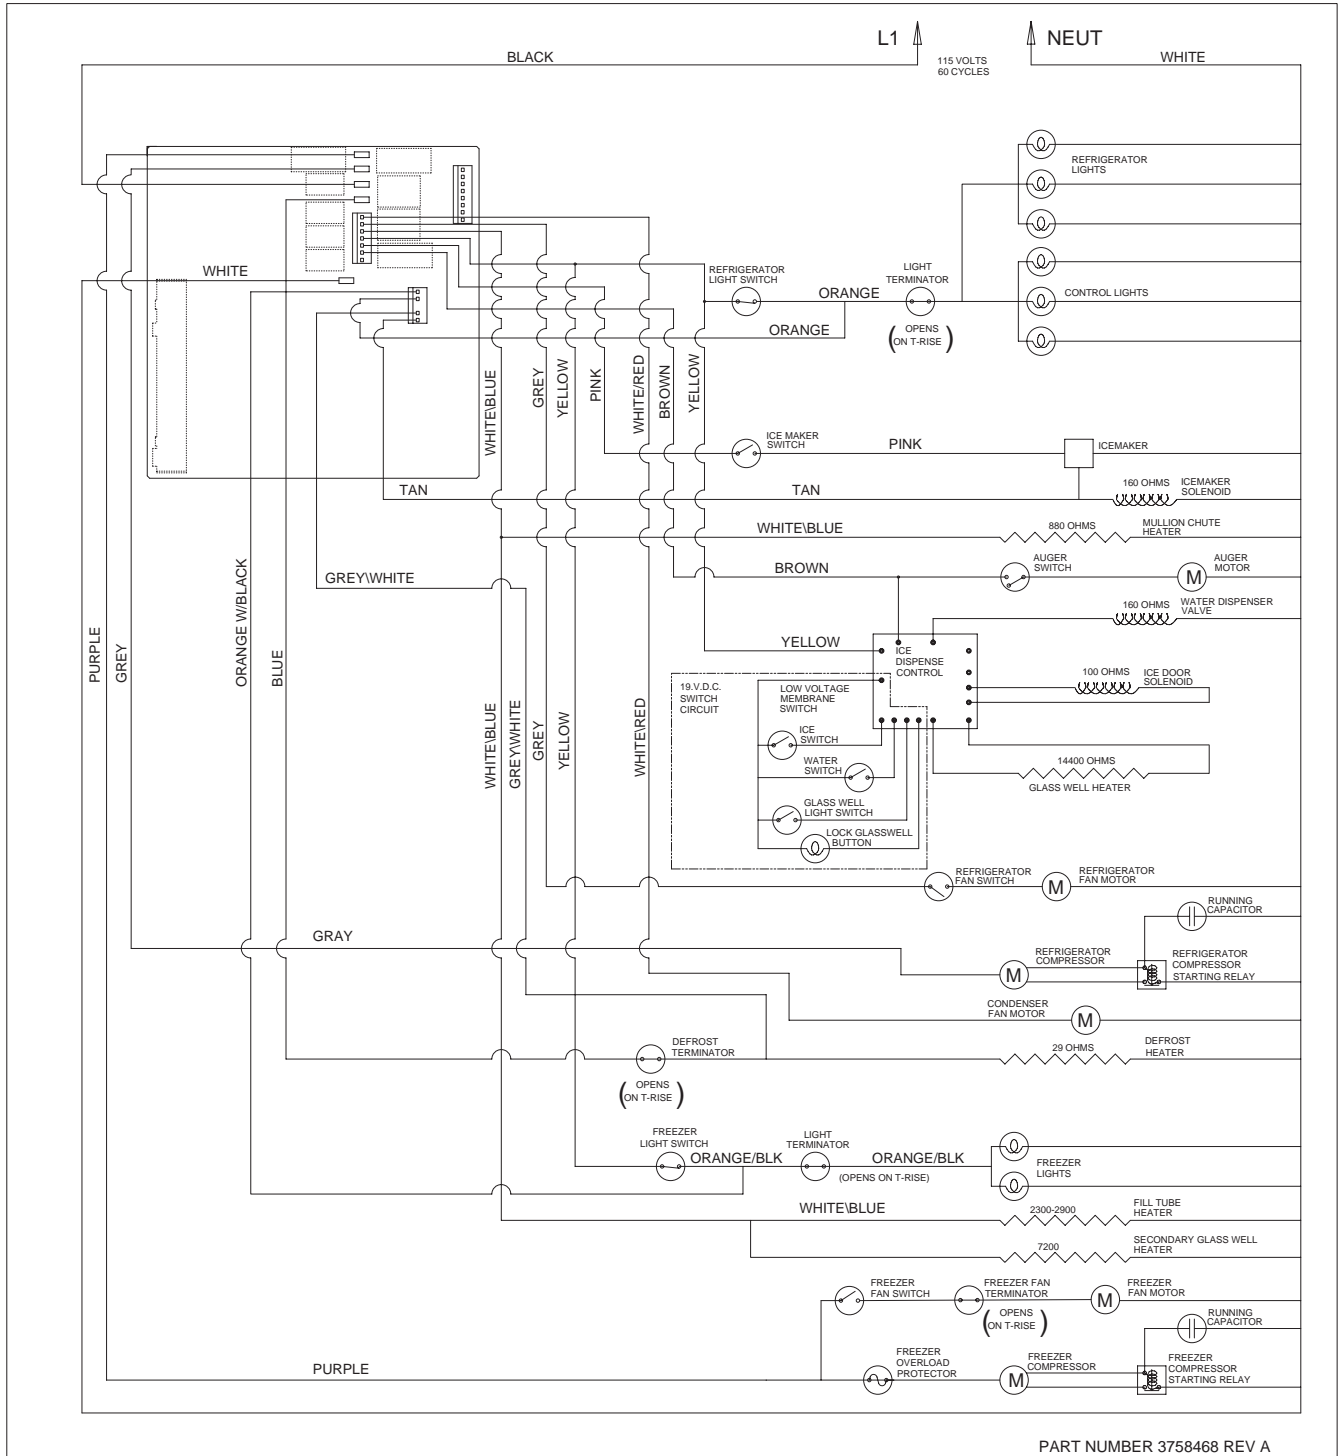 L1
NEUT
BLACK
115 VOLTS
60 CYCLES
WHITE
REFRIGERATOR
LIGHTS
WHITE
REFRIGERATOR
LIGHT SWITCH
LIGHT
TERMINATOR
ORANGE
CONTROL LIGHTS
ORANGE
( OPENS
ON T-RISE )
WHITE\BLUE
GREY
YELLOW
PINK
WHITE/RED
BROWN
YELLOW
ICE MAKER
SWITCH
PINK
ICEMAKER
TAN
TAN
160 OHMS
ICEMAKER
SOLENOID
WHITE\BLUE
880 OHMS
MULLION CHUTE
HEATER
GREY\WHITE
BROWN
AUGER
SWITCH
M
AUGER
MOTOR
160 OHMS
WATER DISPENSER
VALVE
PURPLE
GREY
ORANGE W/BLACK
BLUE
YELLOW
ICE
DISPENSE
CONTROL
100 OHMS
ICE DOOR
SOLENOID
19.V.D.C.
SWITCH
CIRCUIT
LOW VOLTAGE
MEMBRANE
SWITCH
WHITE\BLUE
GREY\WHITE
GREY
YELLOW
WHITE\RED
ICE
SWITCH
WATER
SWITCH
14400 OHMS
GLASS WELL HEATER
GLASS WELL
LIGHT SWITCH
LOCK GLASSWELL
BUTTON
REFRIGERATOR
FAN SWITCH
M
REFRIGERATOR
FAN MOTOR
RUNNING
CAPACITOR
GRAY
REFRIGERATOR
COMPRESSOR
M
REFRIGERATOR
COMPRESSOR
STARTING RELAY
CONDENSER
FAN MOTOR
M
DEFROST
TERMINATOR
29 OHMS
DEFROST
HEATER
( OPENS
ON T-RISE )
FREEZER
LIGHT SWITCH
LIGHT
TERMINATOR
ORANGE/BLK
ORANGE/BLK
(OPENS ON T-RISE)
FREEZER
LIGHTS
WHITE\BLUE
2300-2900
FILL TUBE
HEATER
7200
SECONDARY GLASS WELL
HEATER
FREEZER
FAN SWITCH
FREEZER FAN
TERMINATOR
M
FREEZER
FAN MOTOR
( OPENS
ON T-RISE )
RUNNING
CAPACITOR
PURPLE
FREEZER
OVERLOAD
PROTECTOR
FREEZER
COMPRESSOR
M
FREEZER
COMPRESSOR
STARTING RELAY
PART NUMBER 3758468 REV A